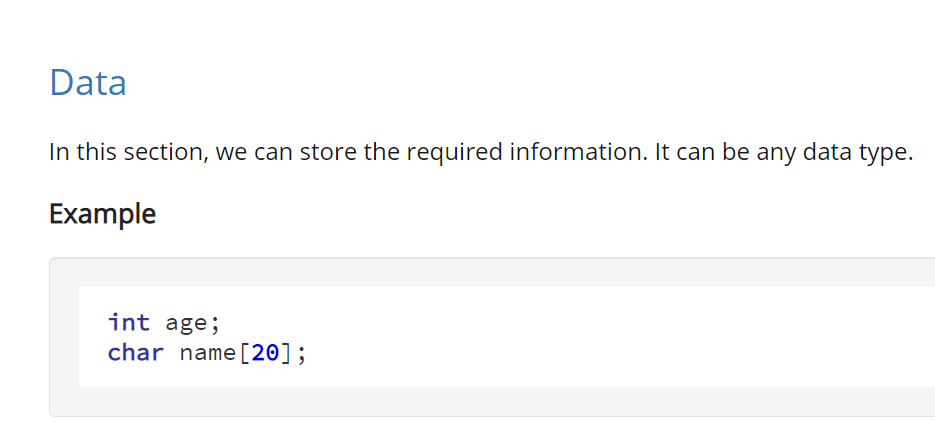 Data
In this section, we can store the required information. It can be any data type.
Example
int age;
char name[20];